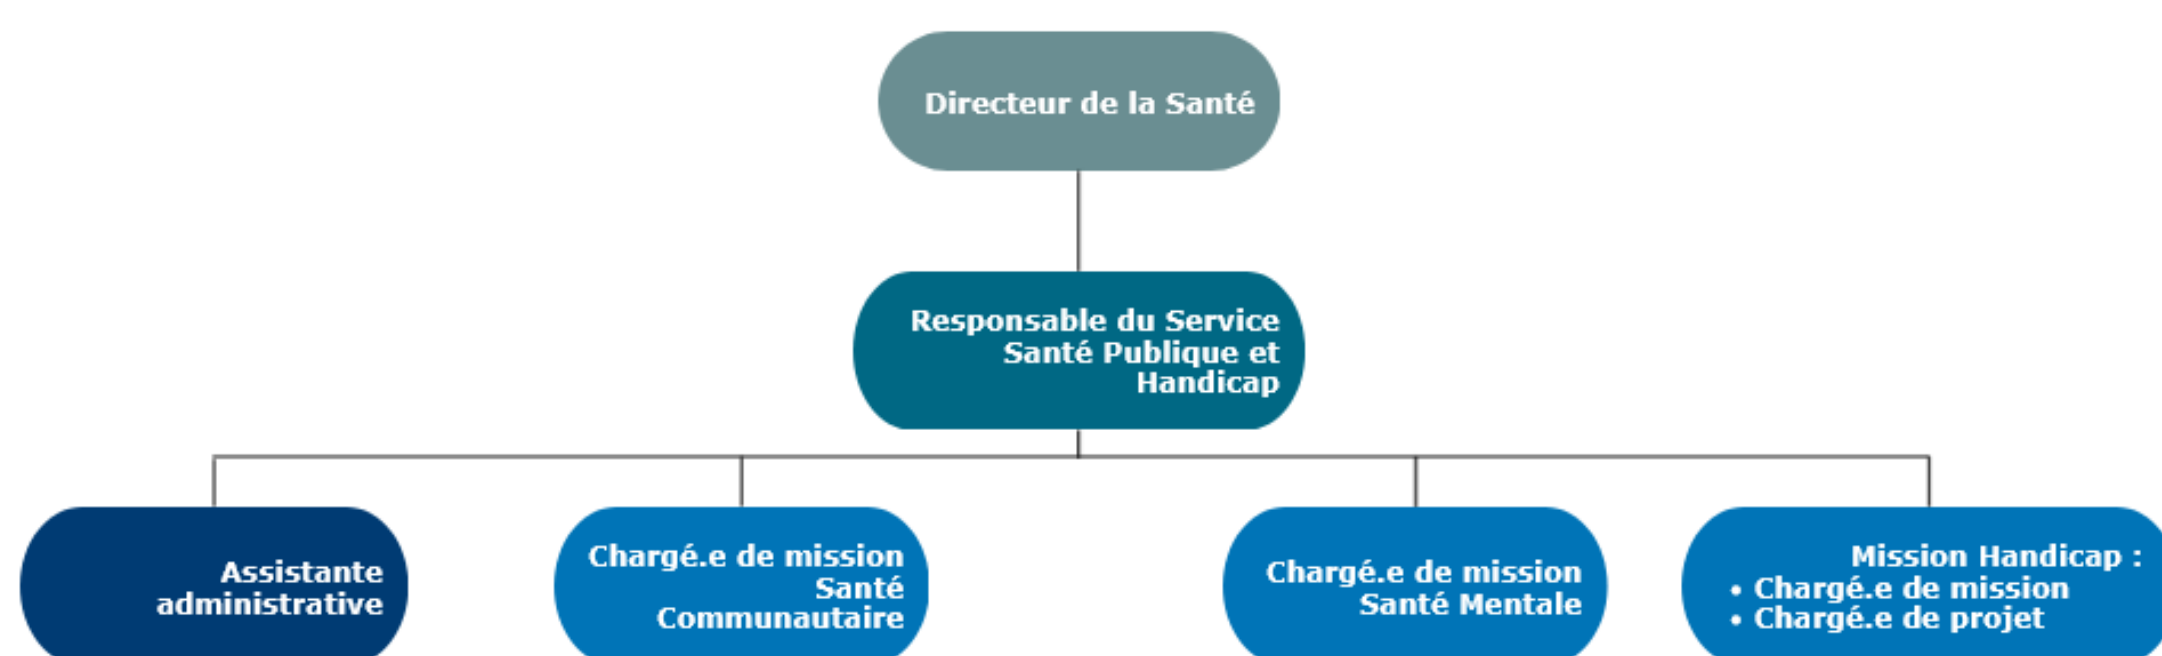 Directeur de la Santé
Responsable du Service
Santé Publique et
Handicap
Assistante
administrative
Chargé.e de mission
Santé
Communautaire
Chargé.e de mission
Santé Mentale
Mission Handicap :
• Chargé.e de mission
• Chargé.e de projet